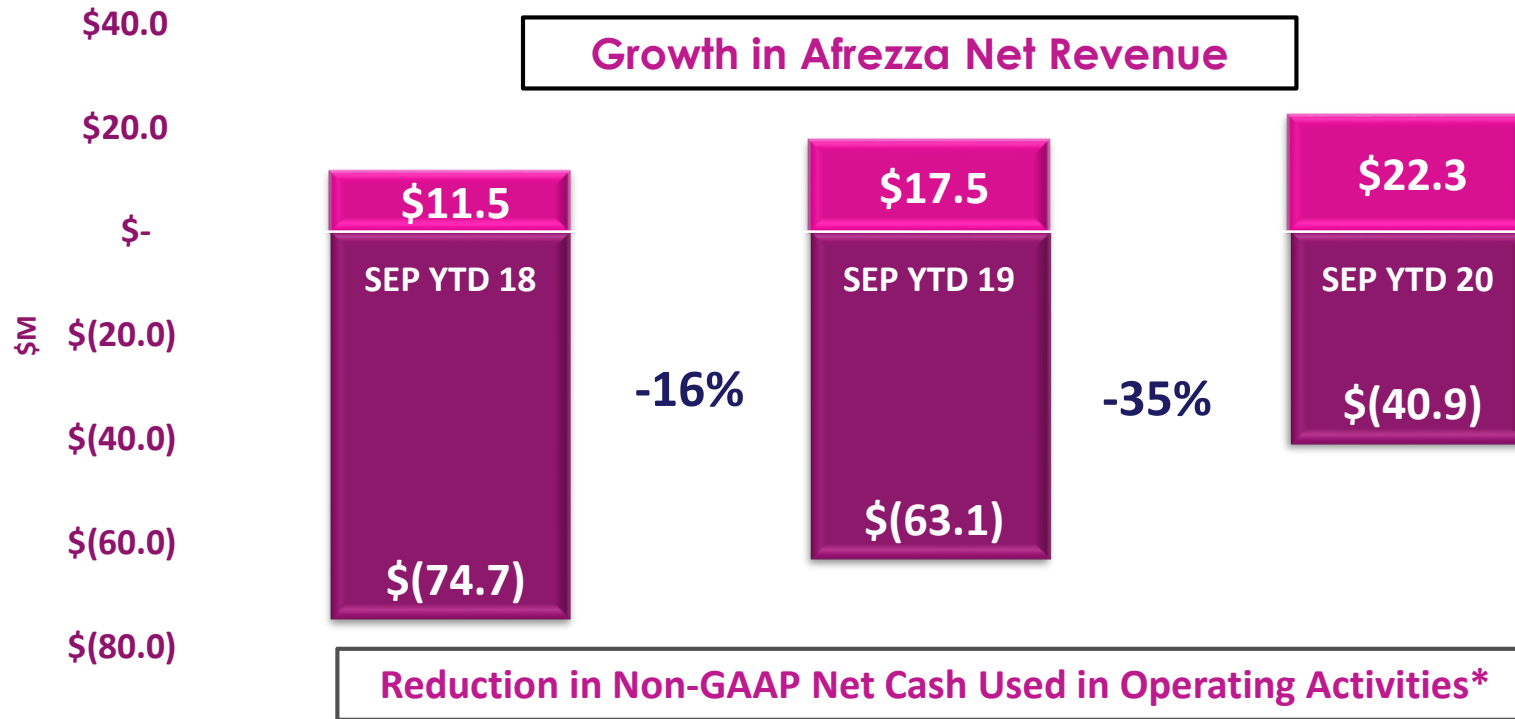 $40.0
Growth in Afrezza Net Revenue
$20.0
$11.5
$17.5
$22.3
$-
SEP YTD 18
SEP YTD 19
SEP YTD 20
$M
$(20.0)
-16%
-35%
$(40.9)
$(40.0)
$(63.1)
$(60.0)
$(74.7)
$(80.0)
Reduction in Non-GAAP Net Cash Used in Operating Activities*